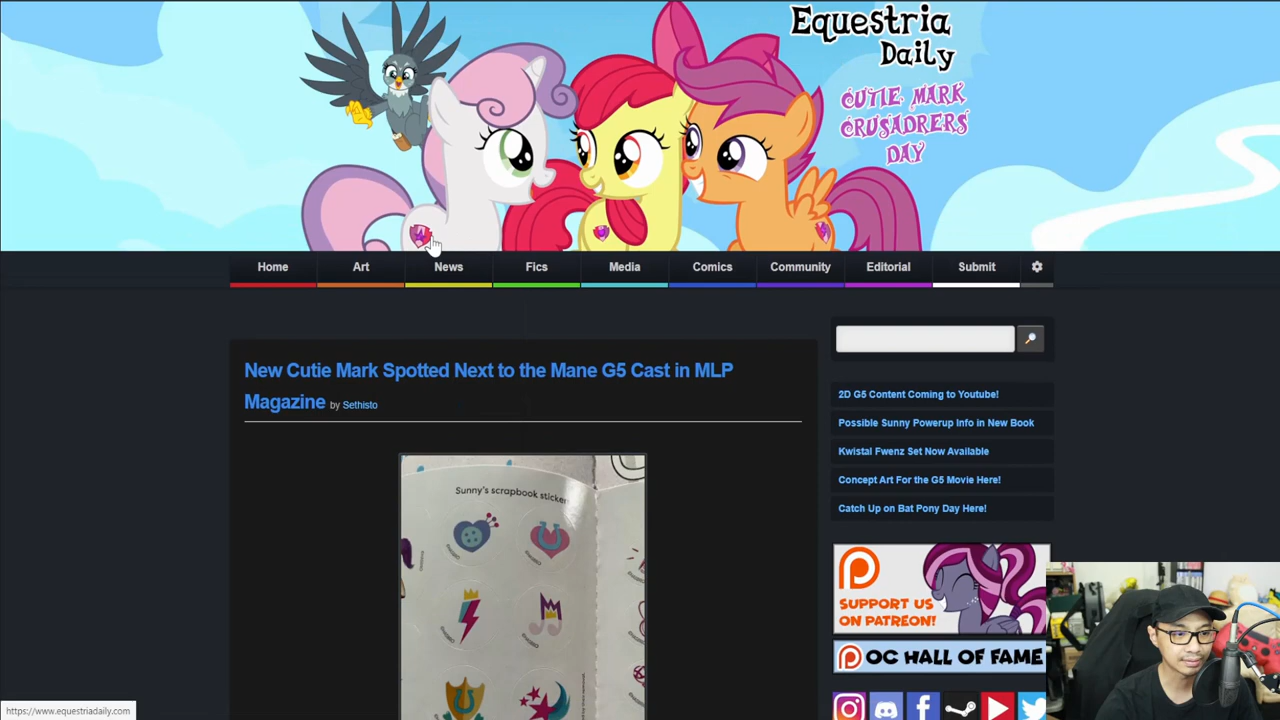 Equestria
Daily
CUTIE MARK
CRUSADRERS
DAY
Home Art News Fics Media Comics Community Editorial Submit
New Cutie Mark Spotted Next to the Mane G5 Cast in MLP
Magazine by Sethisto
2D G5 Content Coming to Youtube!
Possible Sunny Powerup Info in New Book
Kwistal Fwenz Set Now Available
Concept Art For the G5 Movie Here!
Catch Up on Bat Pony Day Here!
Sunny's scrapbook sticker
SUPPORT US
ON PATREON!
OC HALL OF FAME
https://www.equestriadaily.com